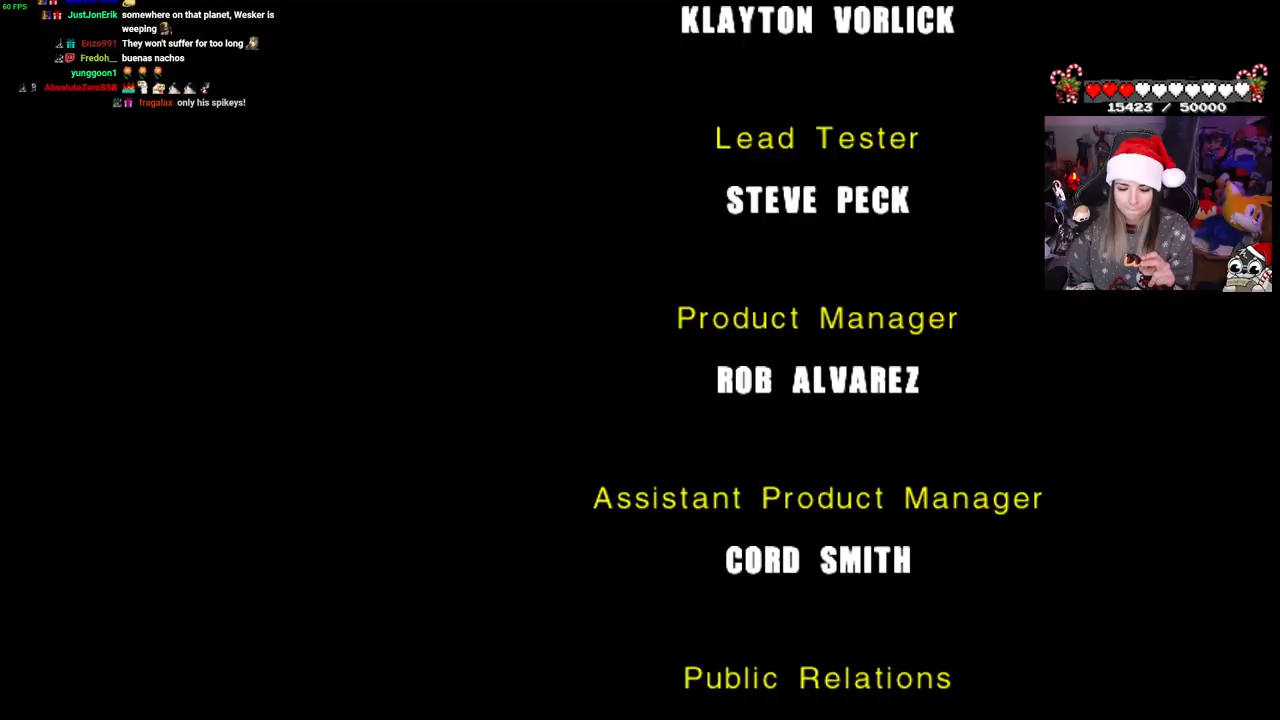 60 FPS
JustJonErik somewhere on that planet, Wesker is
weeping
Enzo991 They won't suffer for too long
Fredoh__ buenas nachos
yunggoon1
AbsoluteZeroSSB
fragalax only his spikeys!
KLAYTON VORLICK
15423 / 50000
Lead Tester
STEVE PECK
Product Manager
ROB ALVAREZ
Assistant Product Manager
CORD SMITH
Public Relations